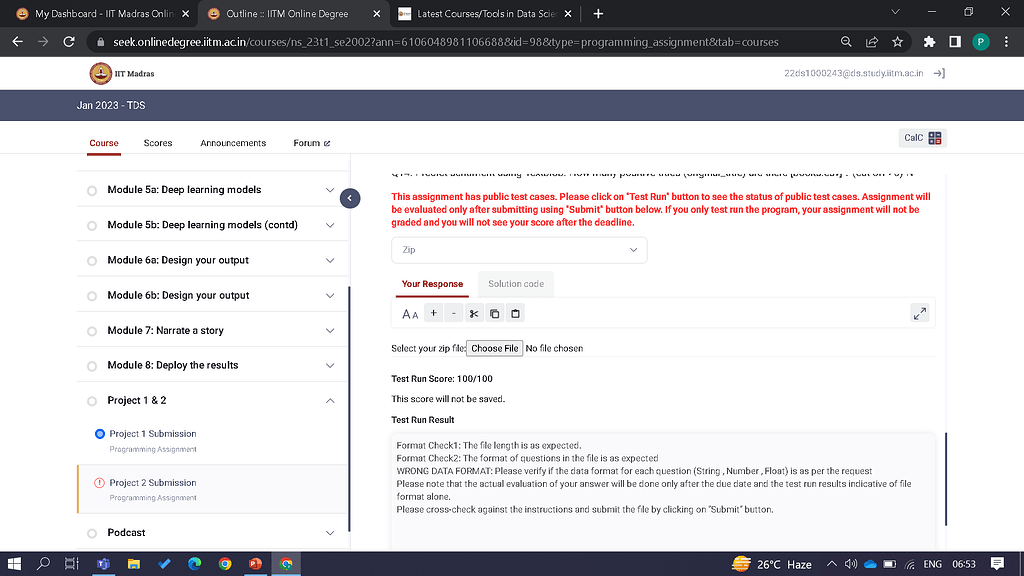 My Dashboard - IIT Madras Onlin
Outline :: IITM Online Degree
Latest Courses/Tools in Data Scien
seek.onlinedegree.iitm.ac.in/courses/ns_23t1_se2002?ann=6106048981106688&id=98&type=programming_assignment&tab=courses
P
IIT Madras
22ds1000243@ds.study.iitm.ac.in
Jan 2023 - TDS
Course
Scores
Announcements
Forum
CalC
Module 5a: Deep learning models
Module 5b: Deep learning models (contd)
Module 6a: Design your output
Module 6b: Design your output
Module 7: Narrate a story
Module 8: Deploy the results
Project 1 & 2
Project 1 Submission
Programming Assignment
Project 2 Submission
Programming Assignment
Podcast
This assignment has public test cases. Please click on "Test Run" button to see the status of public test cases. Assignment will
be evaluated only after submitting using "Submit" button below. If you only test run the program, your assignment will not be
graded and you will not see your score after the deadline.
Zip
Your Response
Solution code
AA + -
Select your zip file: Choose File No file chosen
Test Run Score: 100/100
This score will not be saved.
Test Run Result
Format Check1: The file length is as expected.
Format Check2: The format of questions in the file is as expected
WRONG DATA FORMAT: Please verify if the data format for each question (String , Number , Float) is as per the request
Please note that the actual evaluation of your answer will be done only after the due date and the test run results indicative of file
format alone.
Please cross-check against the instructions and submit the file by clicking on "Submit" button.
26°C Haze
ENG
06:53